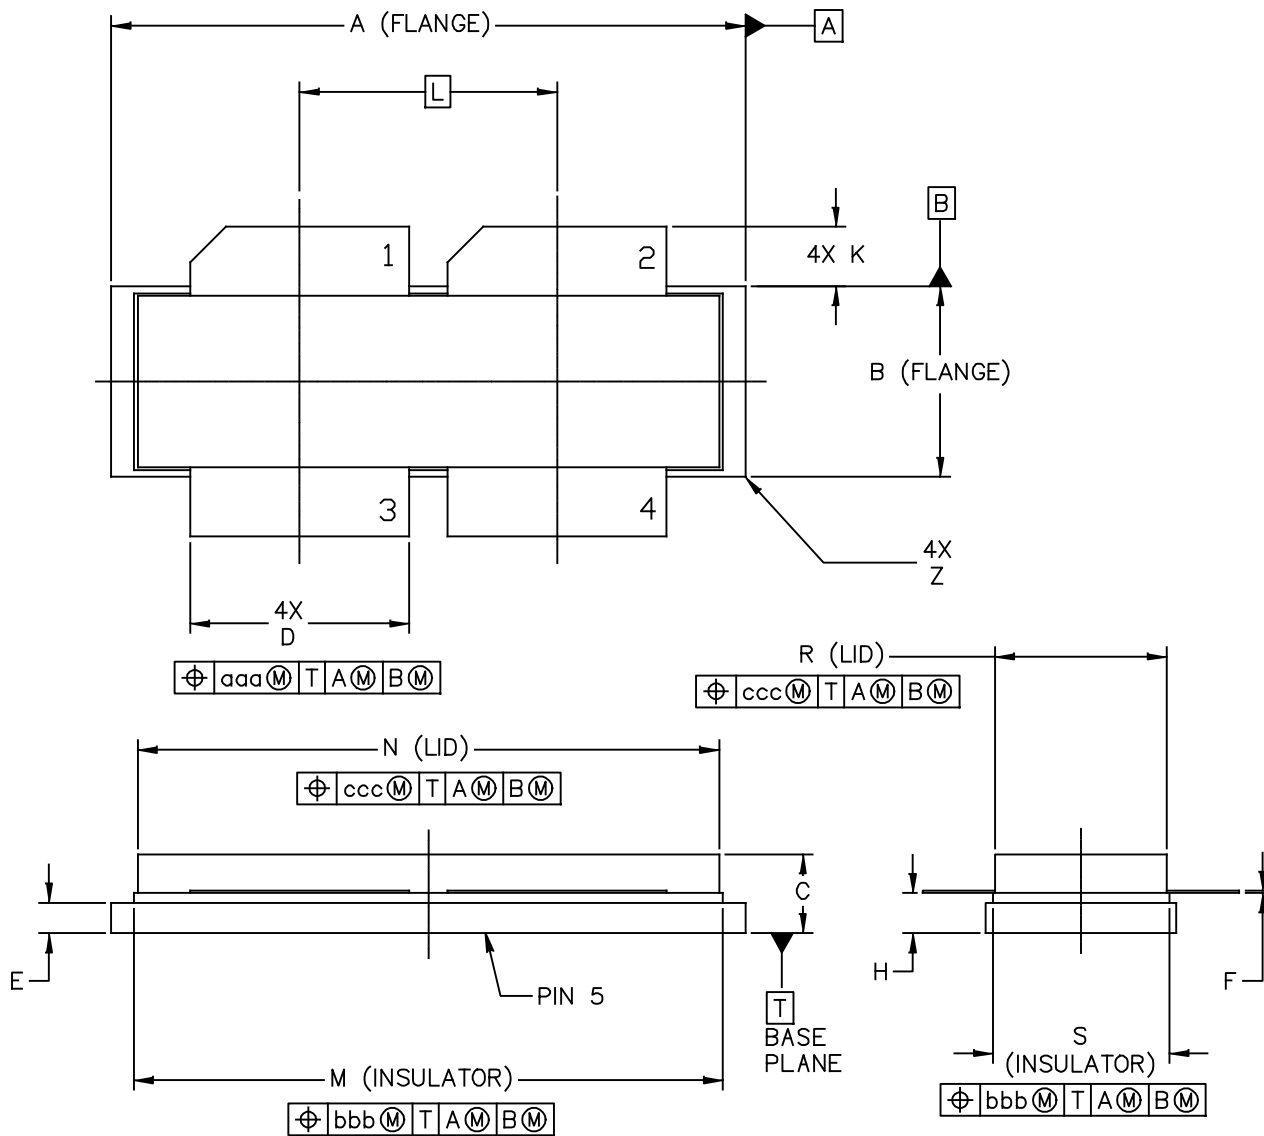 A (FLANGE)
A
L
B
1
2
4X K
B (FLANGE)
3
4
4X
Z
4X
D
⌖ aaa Ⓜ T A Ⓜ B Ⓜ
R (LID)
⌖ ccc Ⓜ T A Ⓜ B Ⓜ
N (LID)
⌖ ccc Ⓜ T A Ⓜ B Ⓜ
C
E
H
F
PIN 5
T
BASE
PLANE
S
(INSULATOR)
⌖ bbb Ⓜ T A Ⓜ B Ⓜ
M (INSULATOR)
⌖ bbb Ⓜ T A Ⓜ B Ⓜ